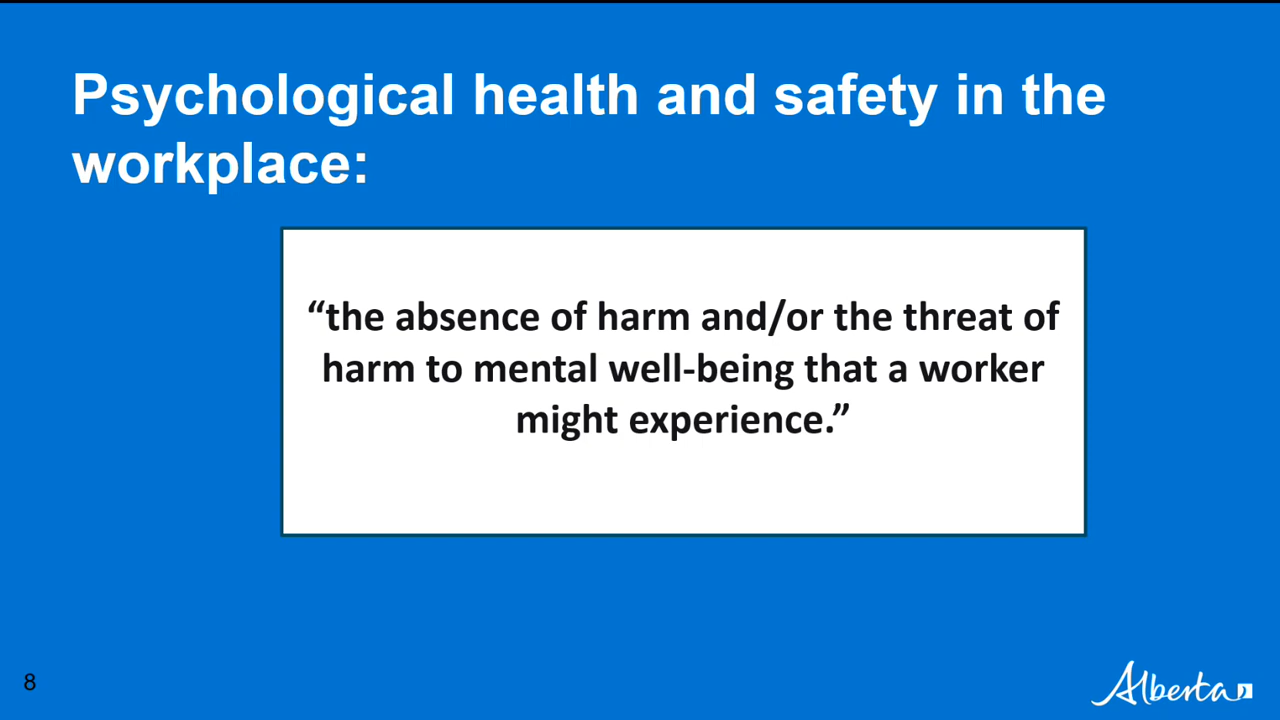 Psychological health and safety in the
workplace:
“the absence of harm and/or the threat of
harm to mental well-being that a worker
might experience.”
8
Alberta